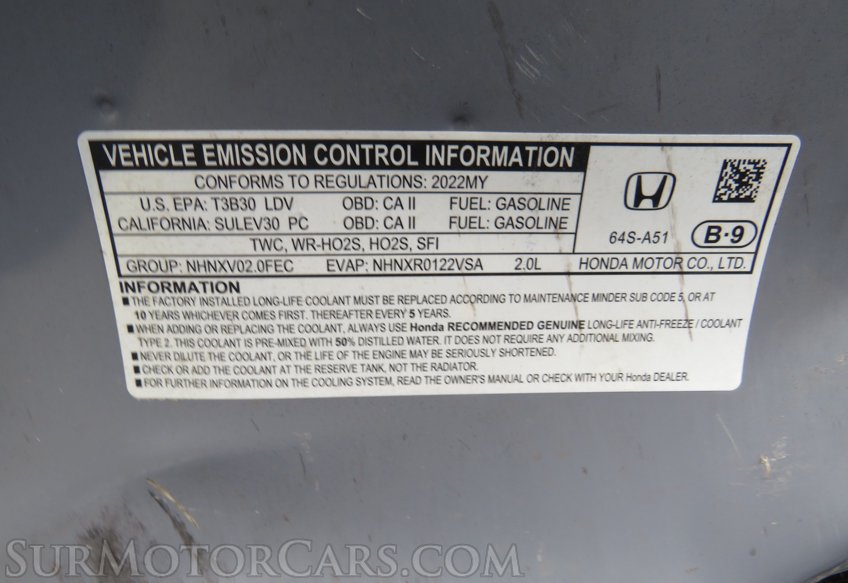 VEHICLE EMISSION CONTROL INFORMATION
CONFORMS TO REGULATIONS: 2022MY
U.S. EPA: T3B30 LDV OBD: CA II FUEL: GASOLINE
CALIFORNIA: SULEV30 PC OBD: CA II FUEL: GASOLINE
TWC, WR-HO2S, HO2S, SFI
GROUP: NHNXV02.0FEC EVAP: NHNXR0122VSA 2.0L
64S-A51
B·9
HONDA MOTOR CO., LTD.
INFORMATION
■THE FACTORY INSTALLED LONG-LIFE COOLANT MUST BE REPLACED ACCORDING TO MAINTENANCE MINDER SUB CODE 5, OR AT
10 YEARS WHICHEVER COMES FIRST. THEREAFTER EVERY 5 YEARS.
■WHEN ADDING OR REPLACING THE COOLANT, ALWAYS USE Honda RECOMMENDED GENUINE LONG-LIFE ANTI-FREEZE / COOLANT
TYPE 2. THIS COOLANT IS PRE-MIXED WITH 50% DISTILLED WATER. IT DOES NOT REQUIRE ANY ADDITIONAL MIXING.
■NEVER DILUTE THE COOLANT, OR THE LIFE OF THE ENGINE MAY BE SERIOUSLY SHORTENED.
■CHECK OR ADD THE COOLANT AT THE RESERVE TANK, NOT THE RADIATOR.
■FOR FURTHER INFORMATION ON THE COOLING SYSTEM, READ THE OWNER'S MANUAL OR CHECK WITH YOUR Honda DEALER.
SURMOTORCARS.COM